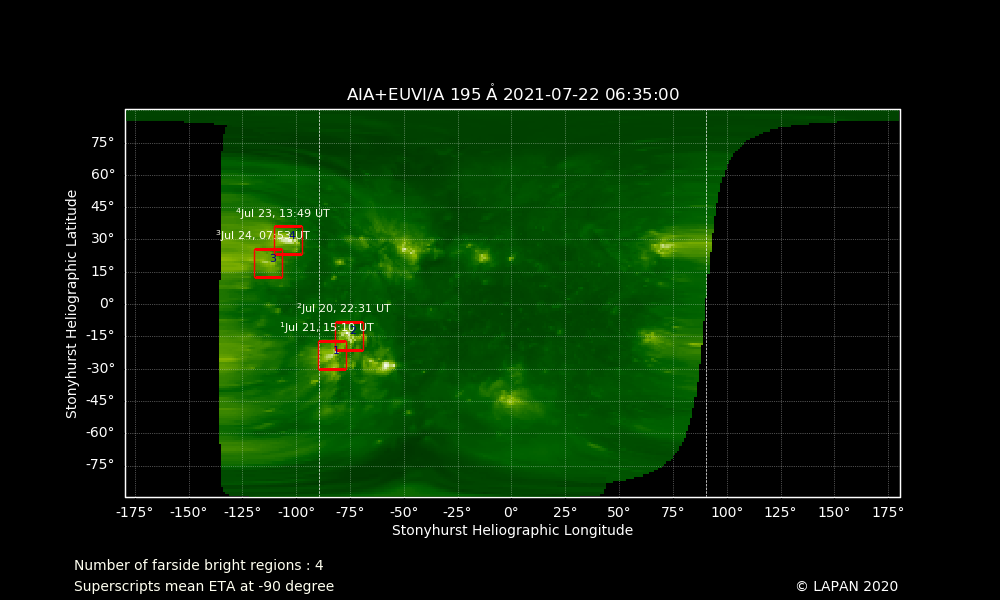 AIA+EUVI/A 195 Å 2021-07-22 06:35:00
Stonyhurst Heliographic Latitude
75°
60°
45°
30°
15°
0°
-15°
-30°
-45°
-60°
-75°
⁴Jul 23, 13:49 UT
³Jul 24, 07:53 UT
3
²Jul 20, 22:31 UT
¹Jul 21, 15:10 UT
1
-175° -150° -125° -100° -75° -50° -25° 0° 25° 50° 75° 100° 125° 150° 175°
Stonyhurst Heliographic Longitude
Number of farside bright regions : 4
Superscripts mean ETA at -90 degree
© LAPAN 2020